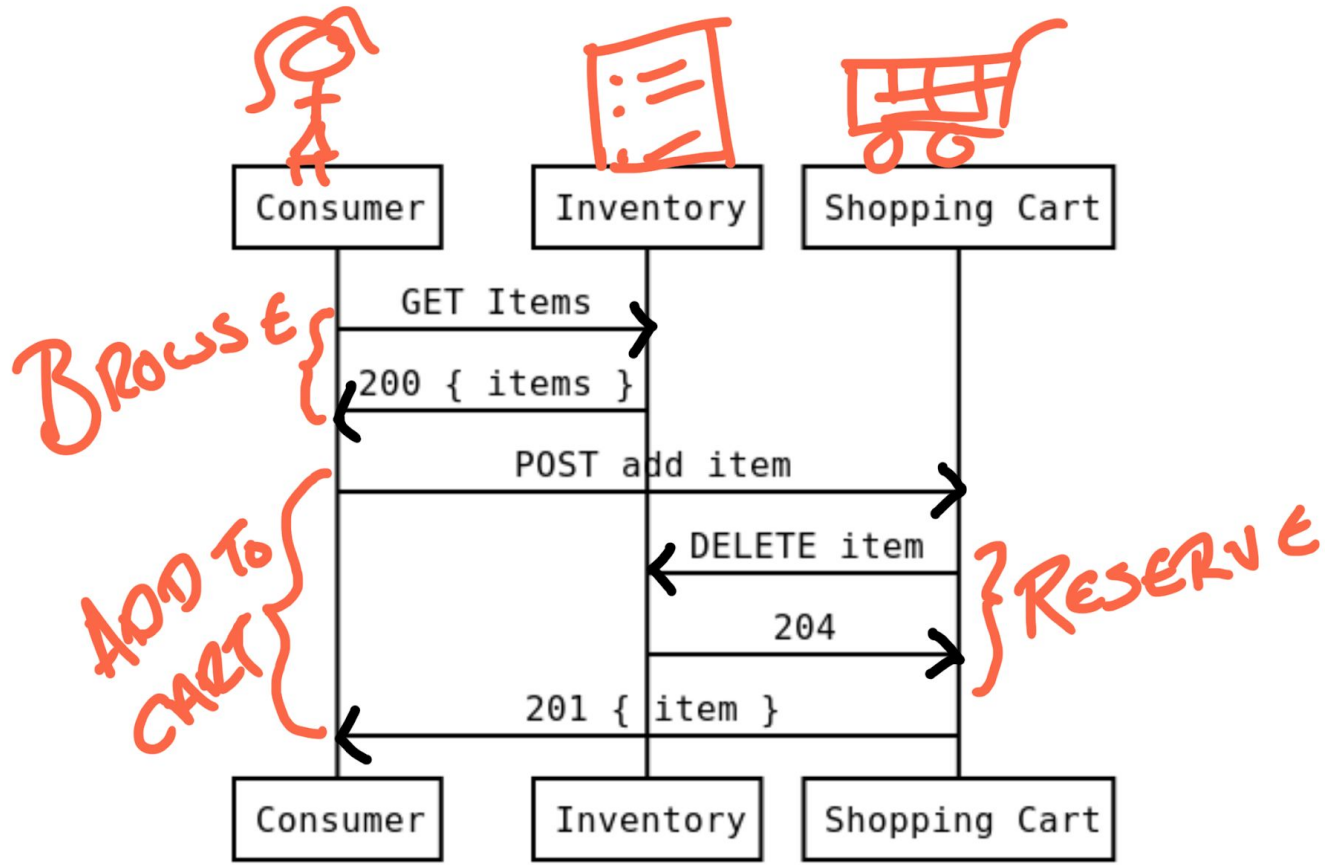 Consumer
Inventory
Shopping Cart
GET Items
BROWSE
200 { items }
POST add item
ADD TO
CART
DELETE item
RESERVE
204
201 { item }
Consumer
Inventory
Shopping Cart